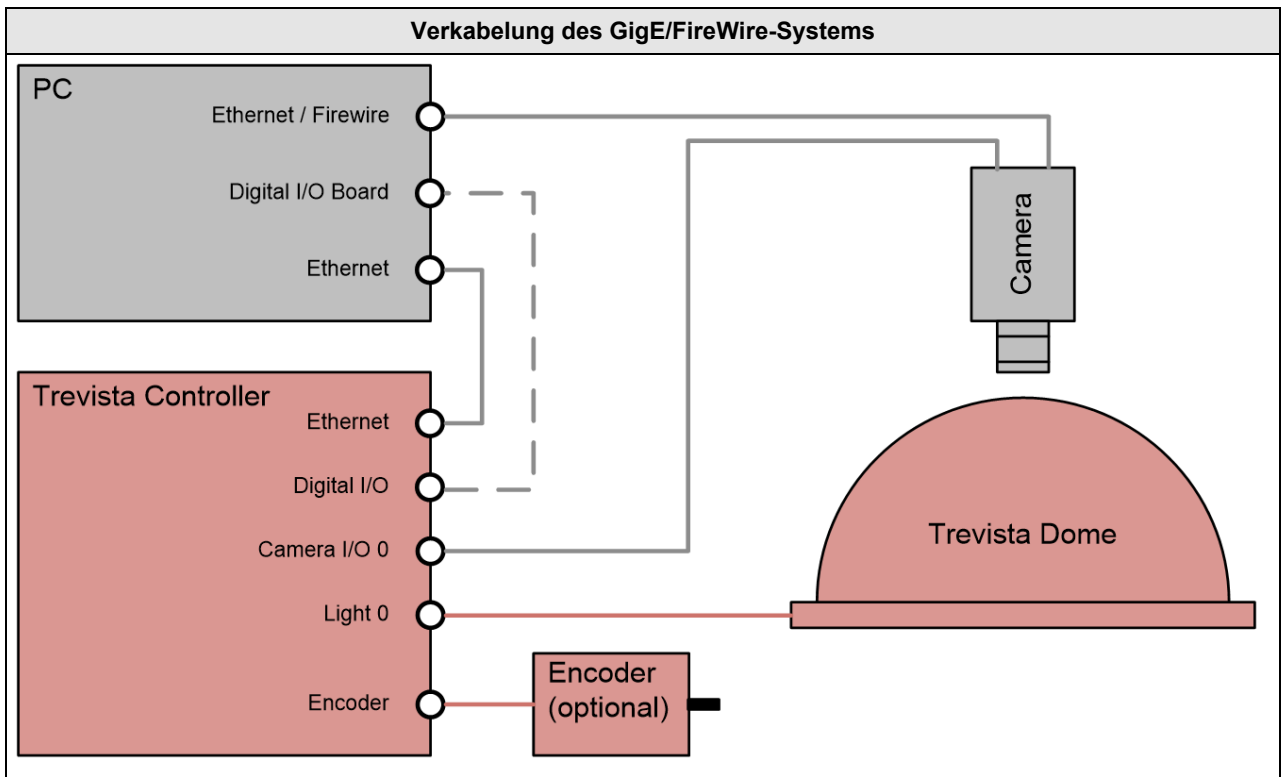 Verkabelung des GigE/FireWire-Systems
PC
Ethernet / Firewire
Digital I/O Board
Ethernet
Camera
Trevista Controller
Ethernet
Digital I/O
Camera I/O 0
Light 0
Encoder
Trevista Dome
Encoder
(optional)